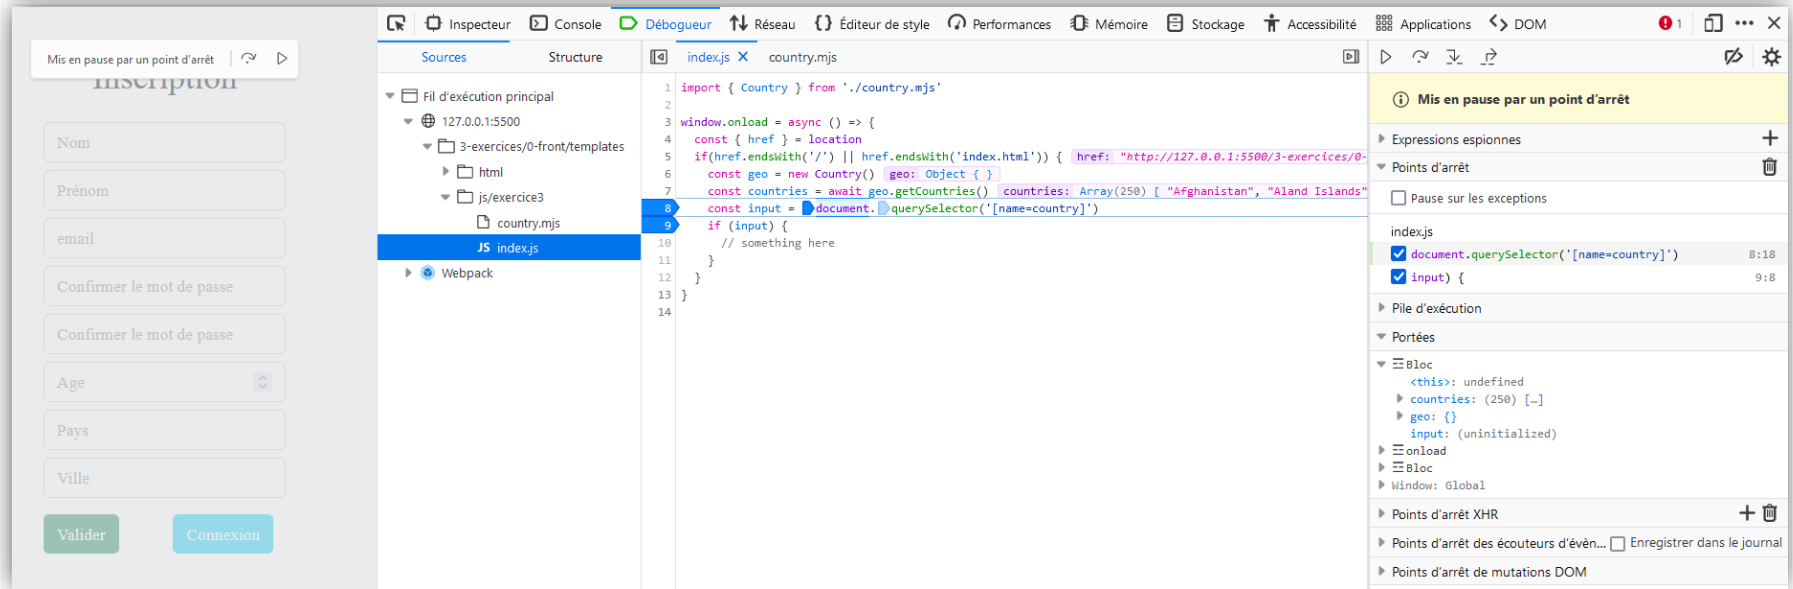 Inspecteur Console Débogueur Réseau Éditeur de style Performances Mémoire Stockage Accessibilité Applications DOM 1
Mis en pause par un point d'arrêt
Inscription
Nom
Prénom
email
Confirmer le mot de passe
Confirmer le mot de passe
Age
Pays
Ville
Valider Connexion
Sources Structure
Fil d'exécution principal
127.0.0.1:5500
3-exercices/0-front/templates
html
js/exercice3
country.mjs
JS index.js
Webpack
index.js country.mjs
1 import { Country } from './country.mjs'
2
3 window.onload = async () => {
4 const { href } = location
5 if(href.endsWith('/') || href.endsWith('index.html')) { href: "http://127.0.0.1:5500/3-exercices/0-
6 const geo = new Country() geo: Object { }
7 const countries = await geo.getCountries() countries: Array(250) [ "Afghanistan", "Aland Islands"
8 const input = document.querySelector('[name=country]')
9 if (input) {
10 // something here
11 }
12 }
13 }
14
Mis en pause par un point d'arrêt
Expressions espionnes
Points d'arrêt
Pause sur les exceptions
index.js
document.querySelector('[name=country]') 8:18
input) { 9:8
Pile d'exécution
Portées
Bloc
<this>: undefined
countries: (250) […]
geo: {}
input: (uninitialized)
onload
Bloc
Window: Global
Points d'arrêt XHR
Points d'arrêt des écouteurs d'évèn... Enregistrer dans le journal
Points d'arrêt de mutations DOM